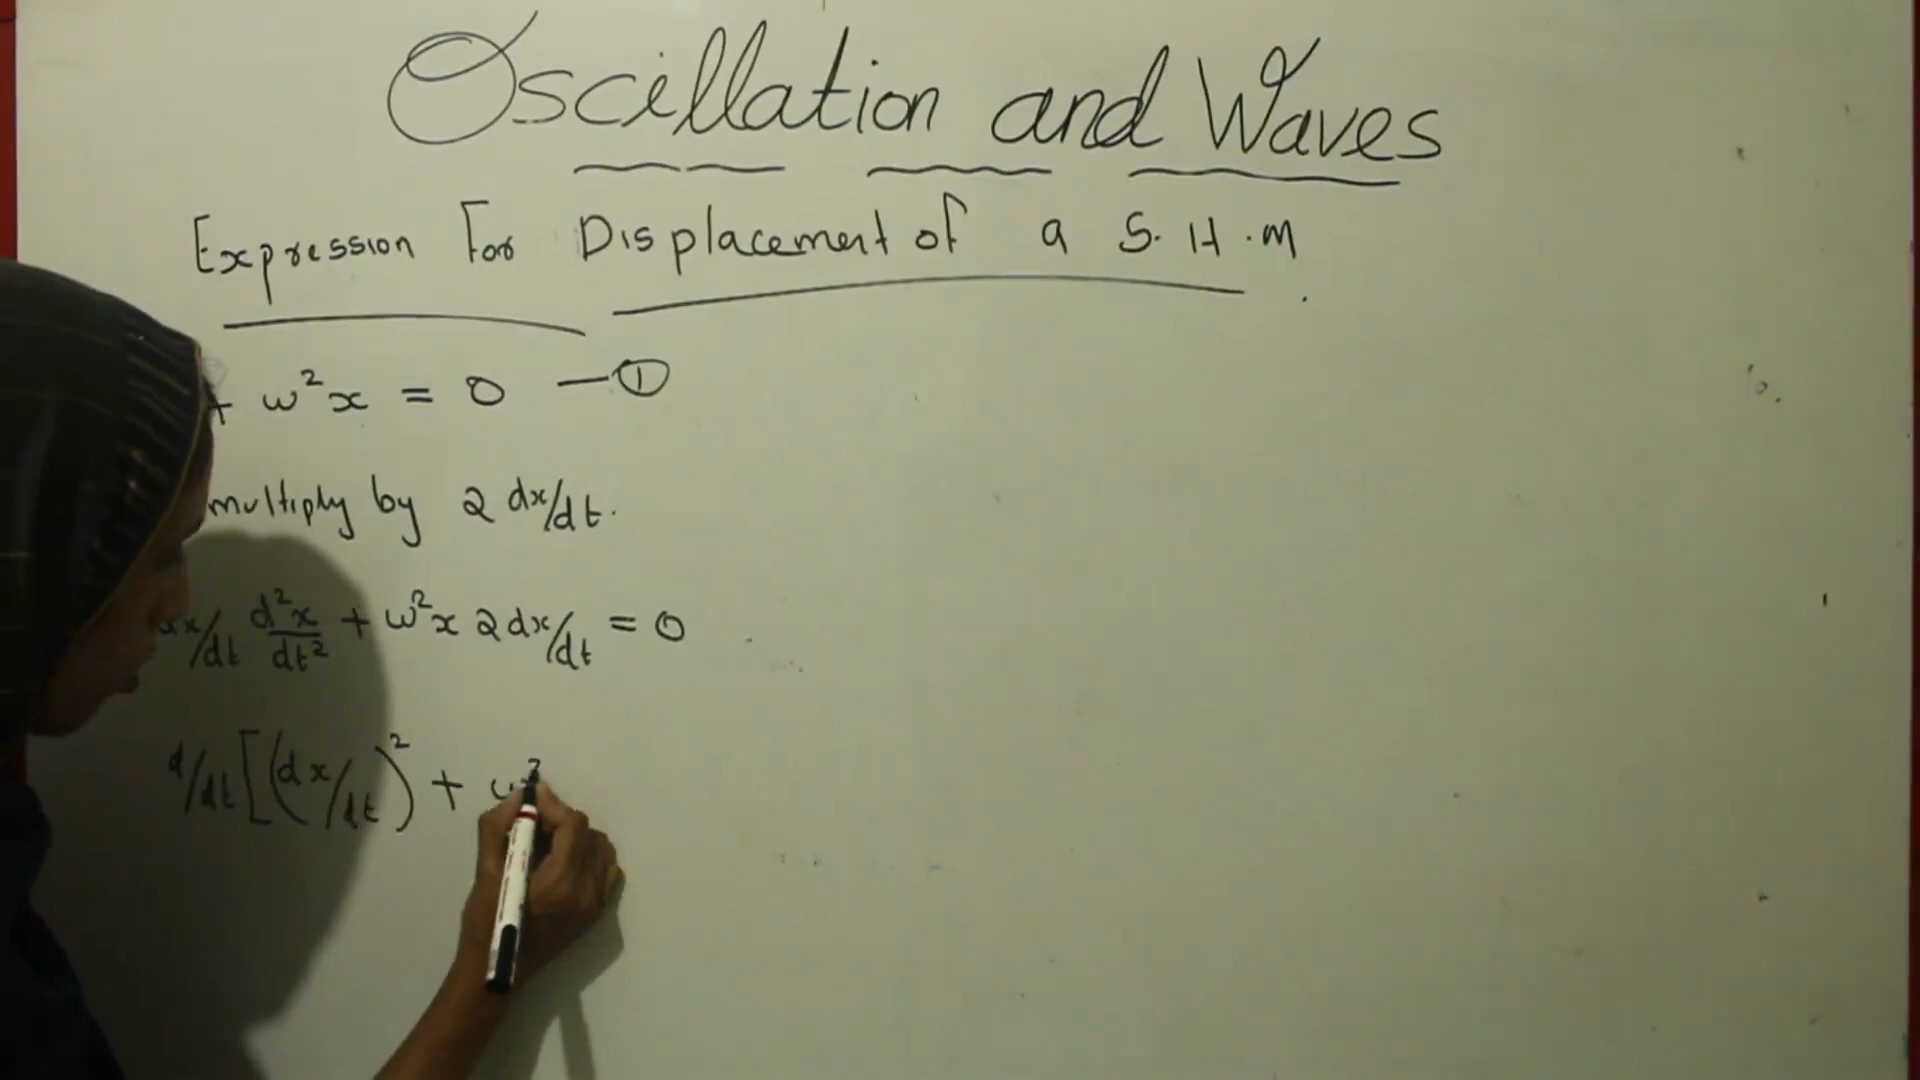 Oscillation and Waves
Expression For Displacement of a S.H.M
+ ω²x = 0 — ①
multiply by 2 dx/dt.
dx/dt d²x/dt² + ω²x 2dx/dt = 0
d/dt [(dx/dt)² + ω²